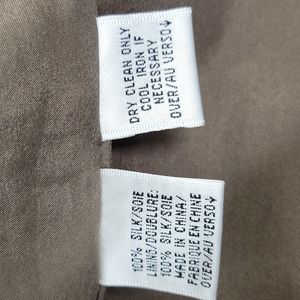 DRY CLEAN ONLY
COOL IRON IF
NECESSARY
OVER/AU VERSO↓
100% SILK/SOIE
LINING/DOUBLURE:
100% SILK/SOIE
MADE IN CHINA/
FABRIQUE EN CHINE
OVER/AU VERSO↓